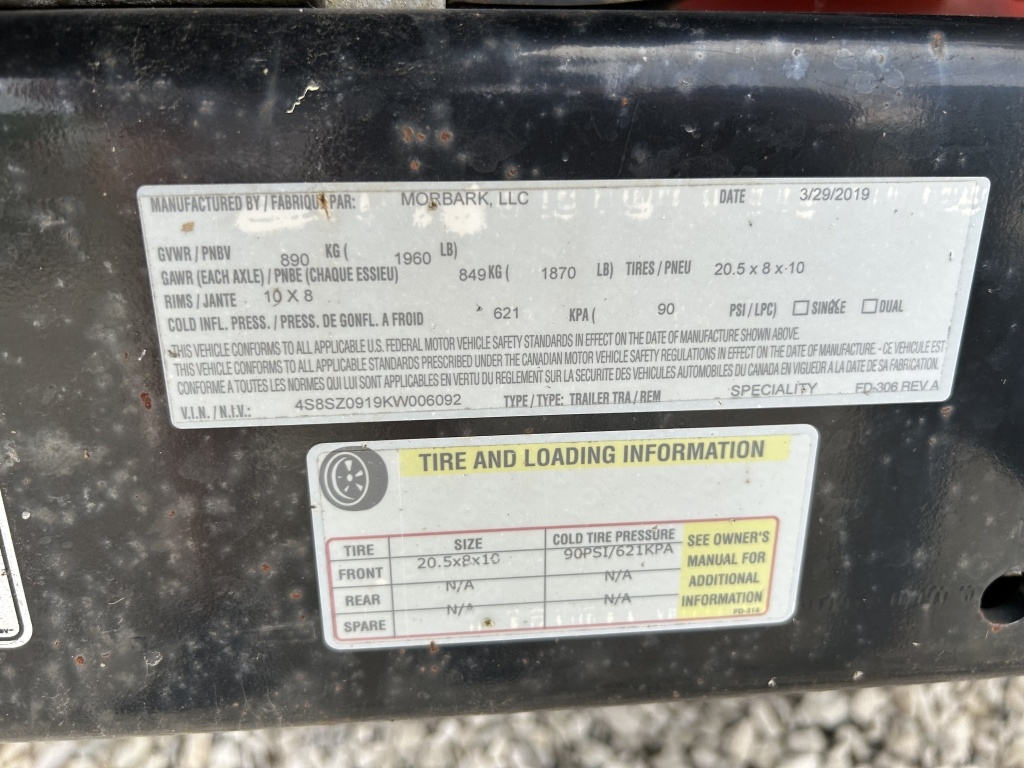 MANUFACTURED BY / FABRIQUÉ PAR: MORBARK, LLC DATE 3/29/2019
GVWR / PNBV 890 KG ( 1960 LB)
GAWR (EACH AXLE) / PNBE (CHAQUE ESSIEU) 849 KG ( 1870 LB) TIRES / PNEU 20.5 x 8 x 10
RIMS / JANTE 10 X 8
COLD INFL. PRESS. / PRESS. DE GONFL. A FROID 621 KPA ( 90 PSI / LPC) SINGLE DUAL
THIS VEHICLE CONFORMS TO ALL APPLICABLE U.S. FEDERAL MOTOR VEHICLE SAFETY STANDARDS IN EFFECT ON THE DATE OF MANUFACTURE SHOWN ABOVE.
THIS VEHICLE CONFORMS TO ALL APPLICABLE STANDARDS PRESCRIBED UNDER THE CANADIAN MOTOR VEHICLE SAFETY REGULATIONS IN EFFECT ON THE DATE OF MANUFACTURE. - CE VEHICULE EST
CONFORME A TOUTES LES NORMES QUI LUI SONT APPLICABLES EN VERTU DU REGLEMENT SUR LA SECURITE DES VEHICULES AUTOMOBILES DU CANADA EN VIGUEUR A LA DATE DE SA FABRICATION.
V.I.N. / N.I.V.: 4S8SZ0919KW006092 TYPE / TYPE: TRAILER TRA / REM SPECIALITY FD-306 REV A
TIRE AND LOADING INFORMATION
TIRE SIZE COLD TIRE PRESSURE SEE OWNER'S
FRONT 20.5x8x10 90PSI/621KPA MANUAL FOR
REAR N/A N/A ADDITIONAL
SPARE N/A N/A INFORMATION
FD-314